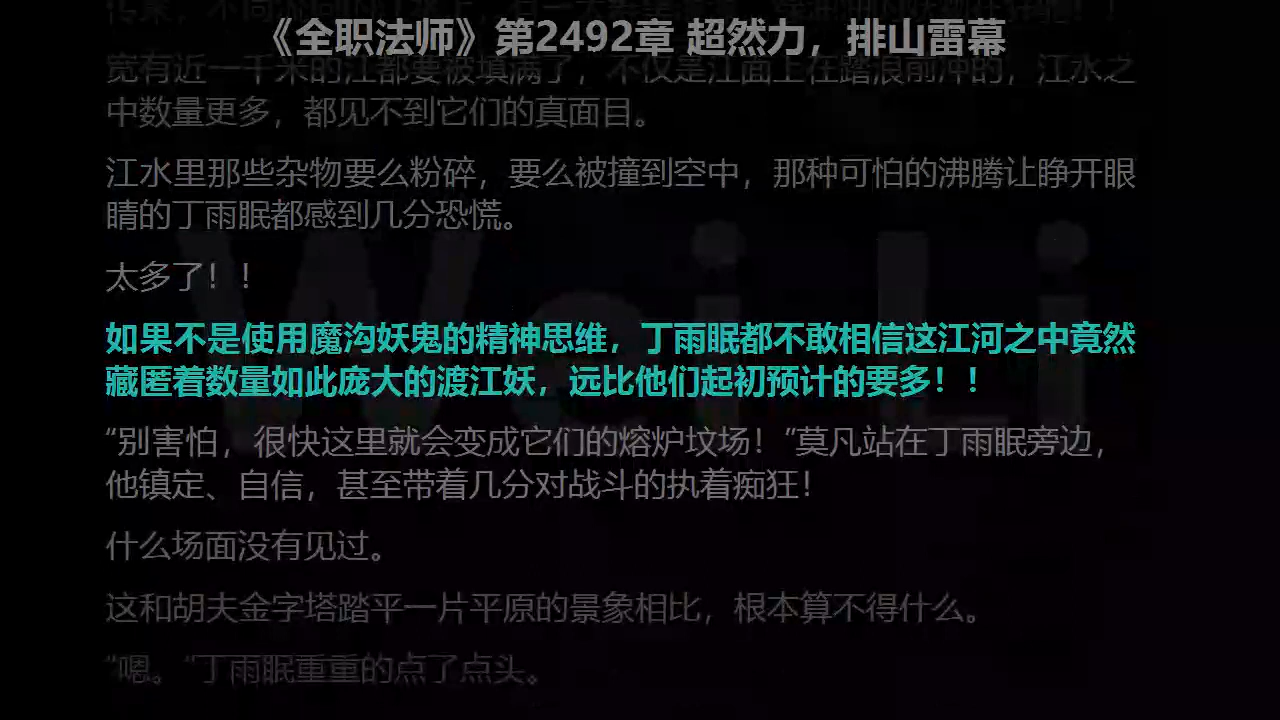 《全职法师》第2492章 超然力，排山雷幕
宽有近一千米的江都要被填满了，不仅是江面上在踏浪前冲的，江水之
中数量更多，都见不到它们的真面目。
江水里那些杂物要么粉碎，要么被撞到空中，那种可怕的沸腾让睁开眼
睛的丁雨眠都感到几分恐慌。
太多了！！
如果不是使用魔沟妖鬼的精神思维，丁雨眠都不敢相信这江河之中竟然
藏匿着数量如此庞大的渡江妖，远比他们起初预计的要多！！
“别害怕，很快这里就会变成它们的熔炉坟场！”莫凡站在丁雨眠旁边，
他镇定、自信，甚至带着几分对战斗的执着痴狂！
什么场面没有见过。
这和胡夫金字塔踏平一片平原的景象相比，根本算不得什么。
“嗯。”丁雨眠重重的点了点头。
Wei Li